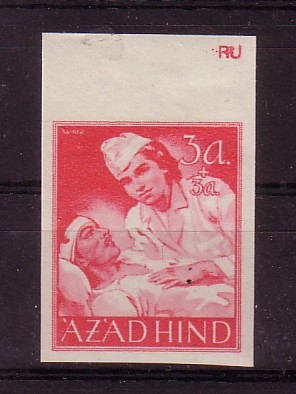 RU
3a.
+
3a.
AZAD HIND